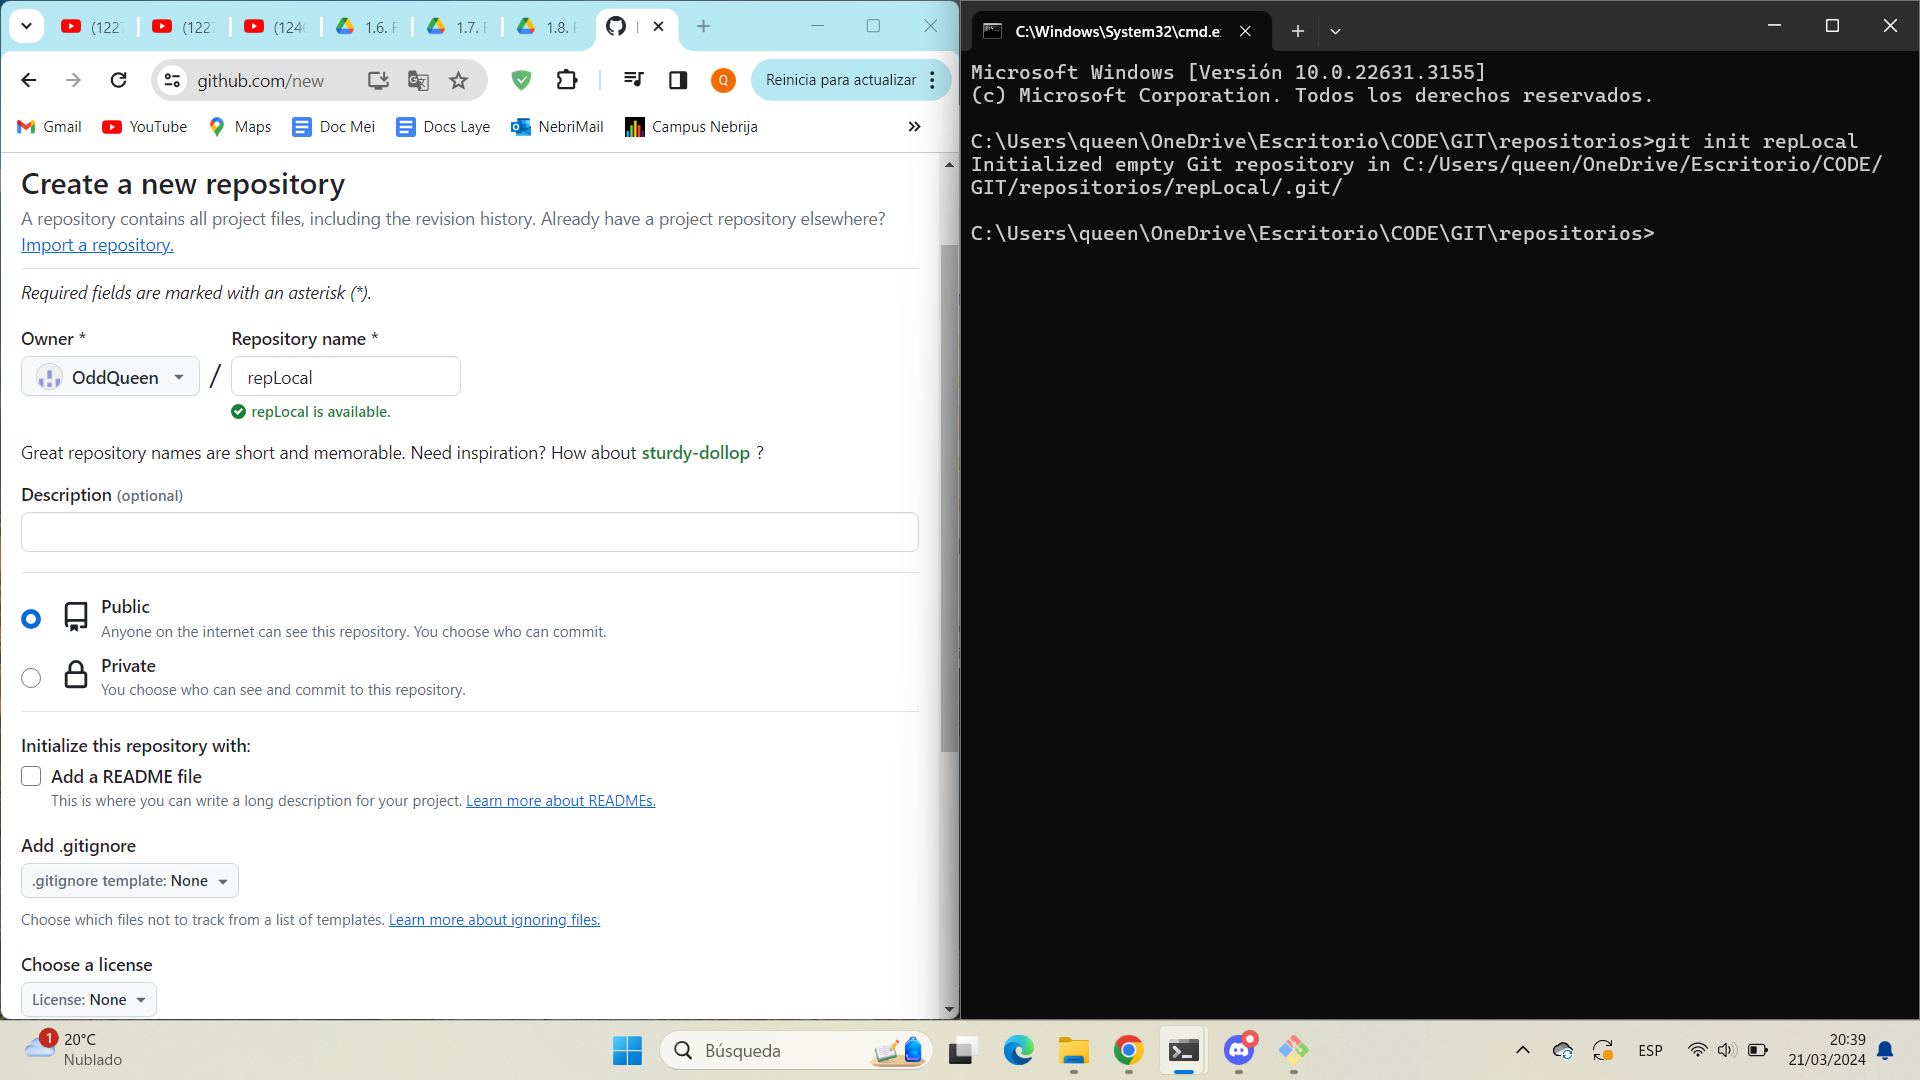 (122
(122
(124
1.6. F
1.7. F
1.8. F
github.com/new
Q
Reinicia para actualizar
Gmail
YouTube
Maps
Doc Mei
Docs Laye
NebriMail
Campus Nebrija
Create a new repository
A repository contains all project files, including the revision history. Already have a project repository elsewhere?
Import a repository.
Required fields are marked with an asterisk (*).
Owner *
Repository name *
OddQueen
/
repLocal
repLocal is available.
Great repository names are short and memorable. Need inspiration? How about sturdy-dollop ?
Description (optional)
Public
Anyone on the internet can see this repository. You choose who can commit.
Private
You choose who can see and commit to this repository.
Initialize this repository with:
Add a README file
This is where you can write a long description for your project. Learn more about READMEs.
Add .gitignore
.gitignore template: None
Choose which files not to track from a list of templates. Learn more about ignoring files.
Choose a license
License: None
C:\Windows\System32\cmd.e
Microsoft Windows [Versión 10.0.22631.3155]
(c) Microsoft Corporation. Todos los derechos reservados.
C:\Users\queen\OneDrive\Escritorio\CODE\GIT\repositorios>git init repLocal
Initialized empty Git repository in C:/Users/queen/OneDrive/Escritorio/CODE/
GIT/repositorios/repLocal/.git/
C:\Users\queen\OneDrive\Escritorio\CODE\GIT\repositorios>
1
20°C
Nublado
Búsqueda
ESP
20:39
21/03/2024